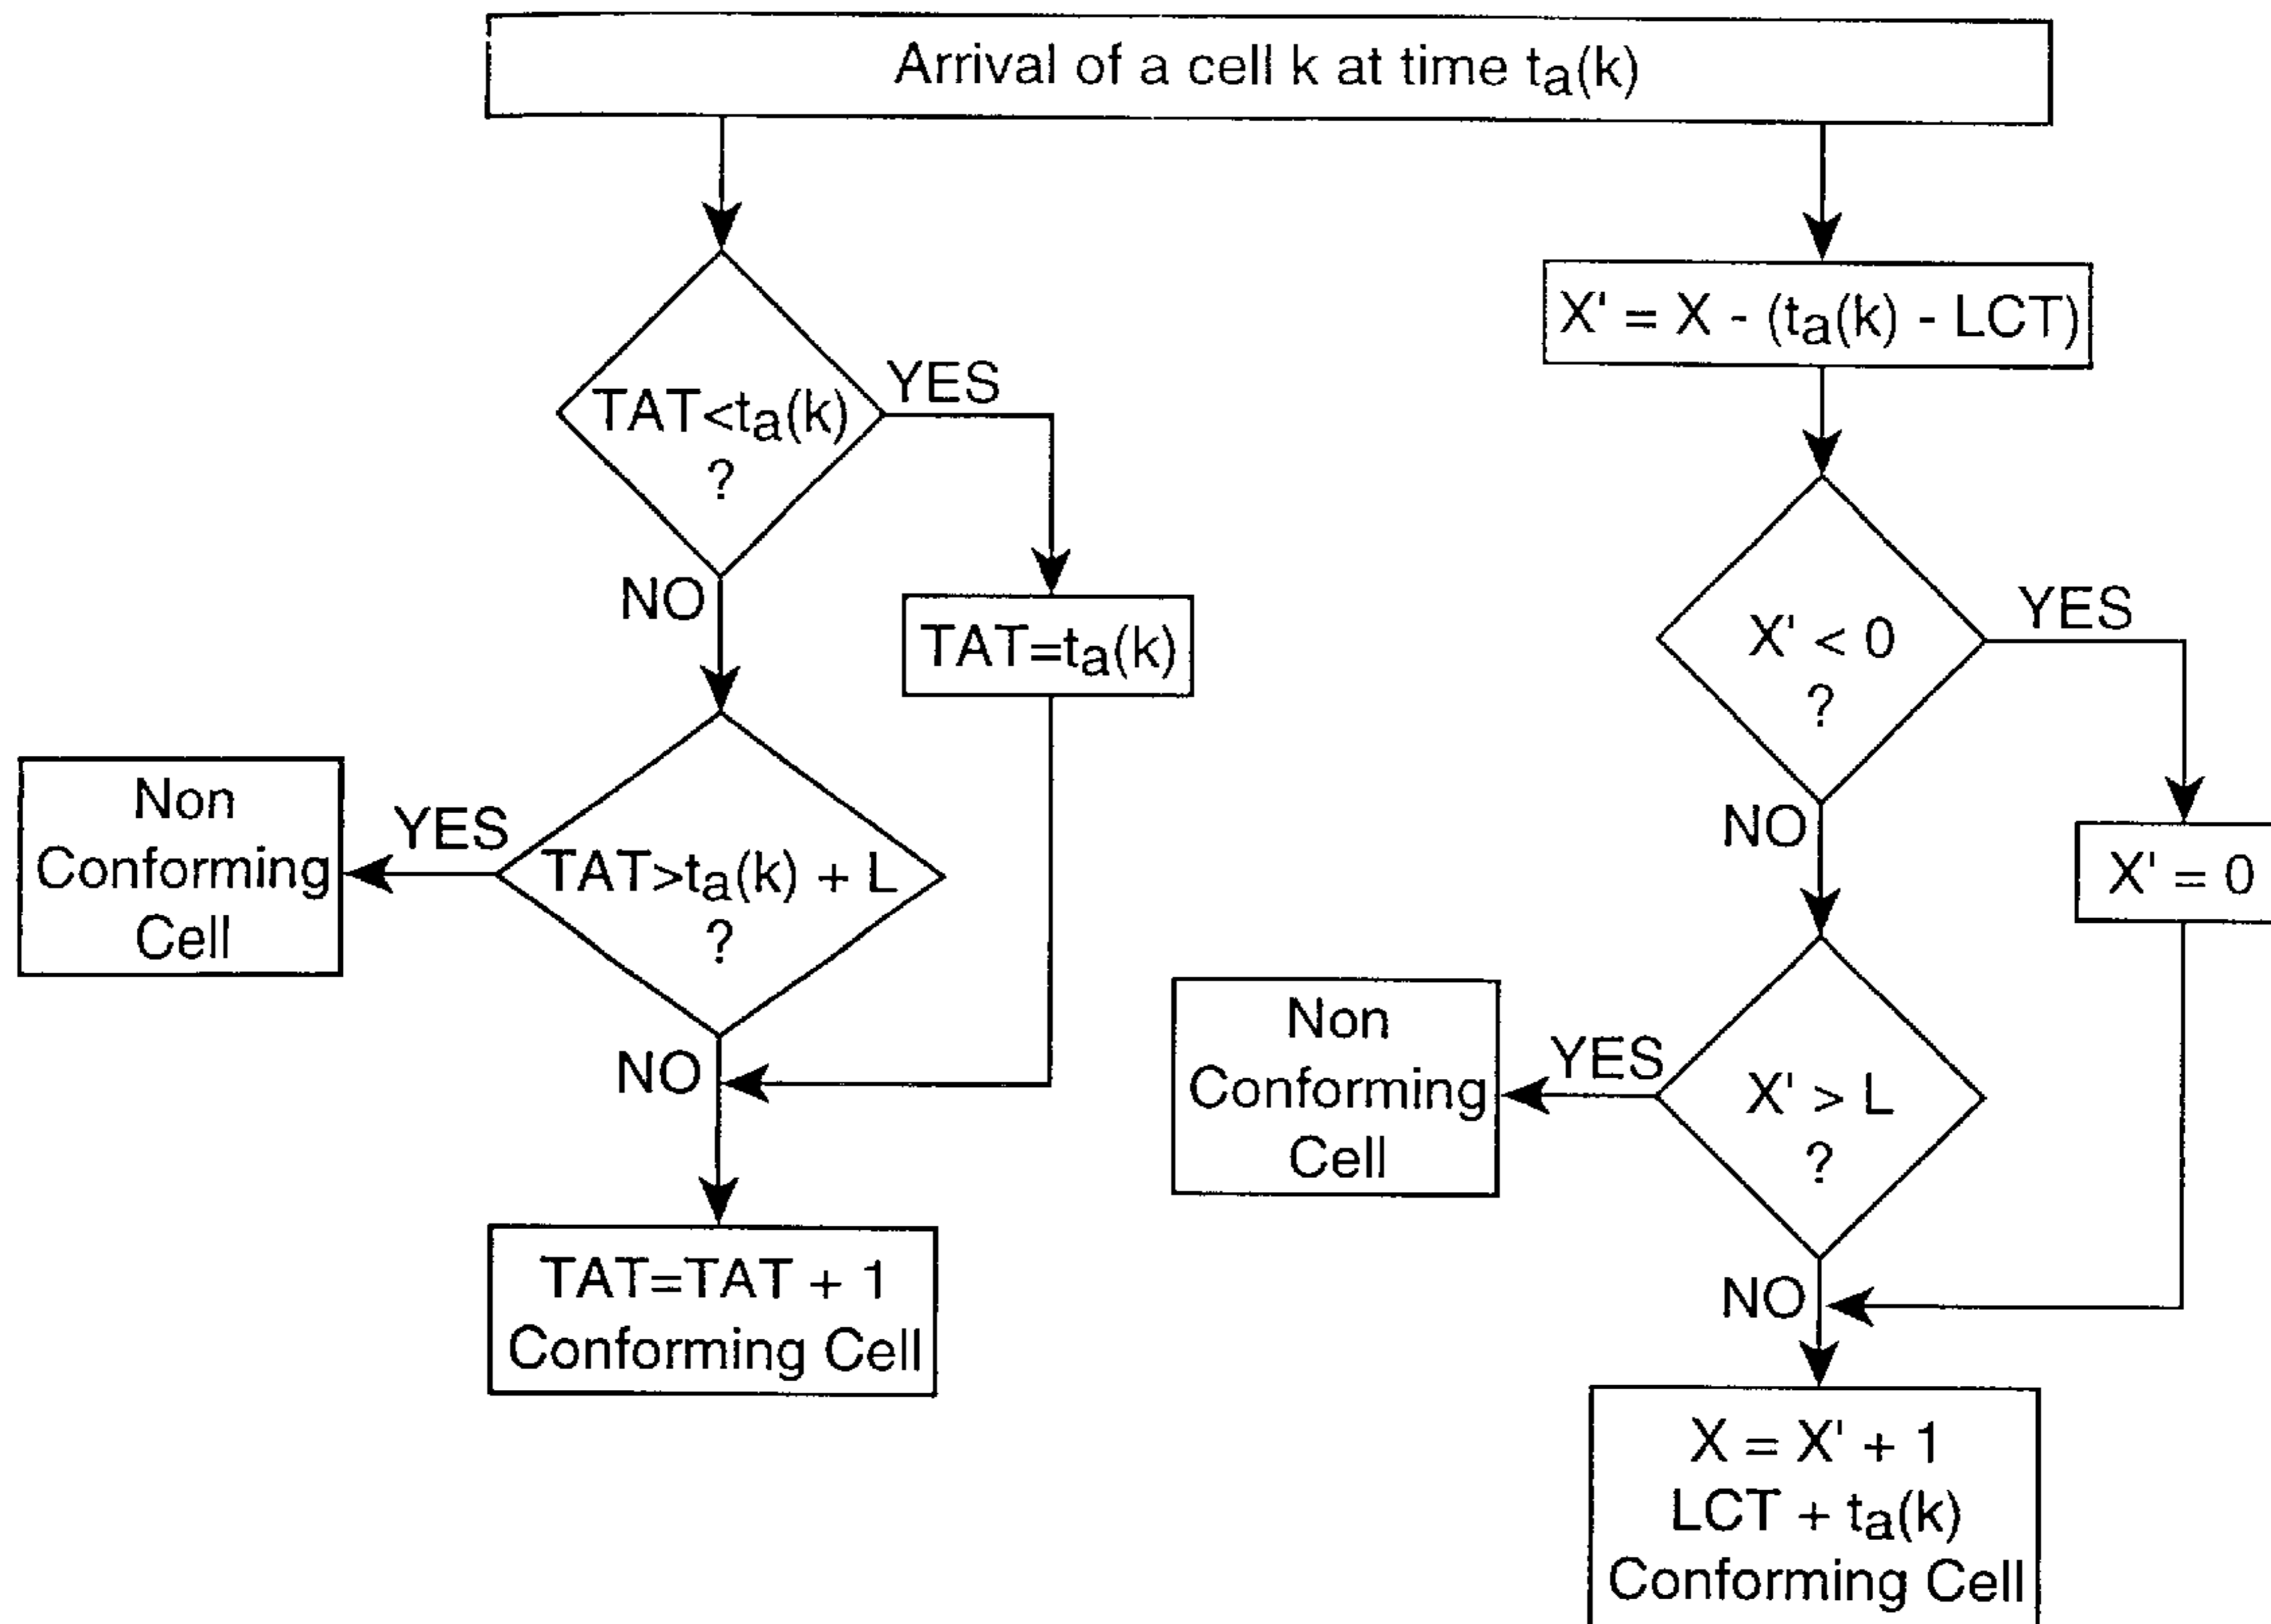 Arrival of a cell k at time ta(k)
TAT<ta(k)
?
YES
NO
TAT=ta(k)
TAT>ta(k) + L
?
YES
Non
Conforming
Cell
NO
TAT=TAT + 1
Conforming Cell
X' = X - (ta(k) - LCT)
X' < 0
?
YES
NO
X' = 0
X' > L
?
YES
Non
Conforming
Cell
NO
X = X' + 1
LCT + ta(k)
Conforming Cell